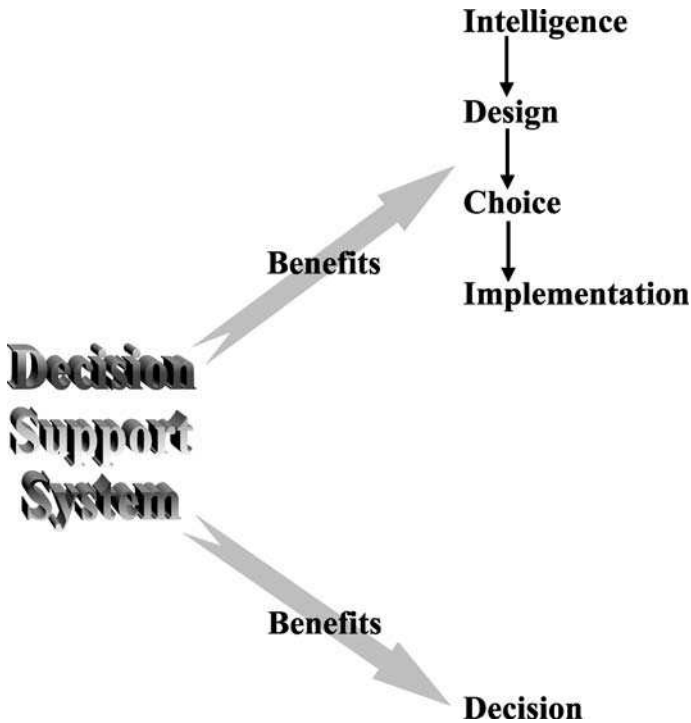 Intelligence
Design
Choice
Benefits
Implementation
Decision
Support
System
Benefits
Decision